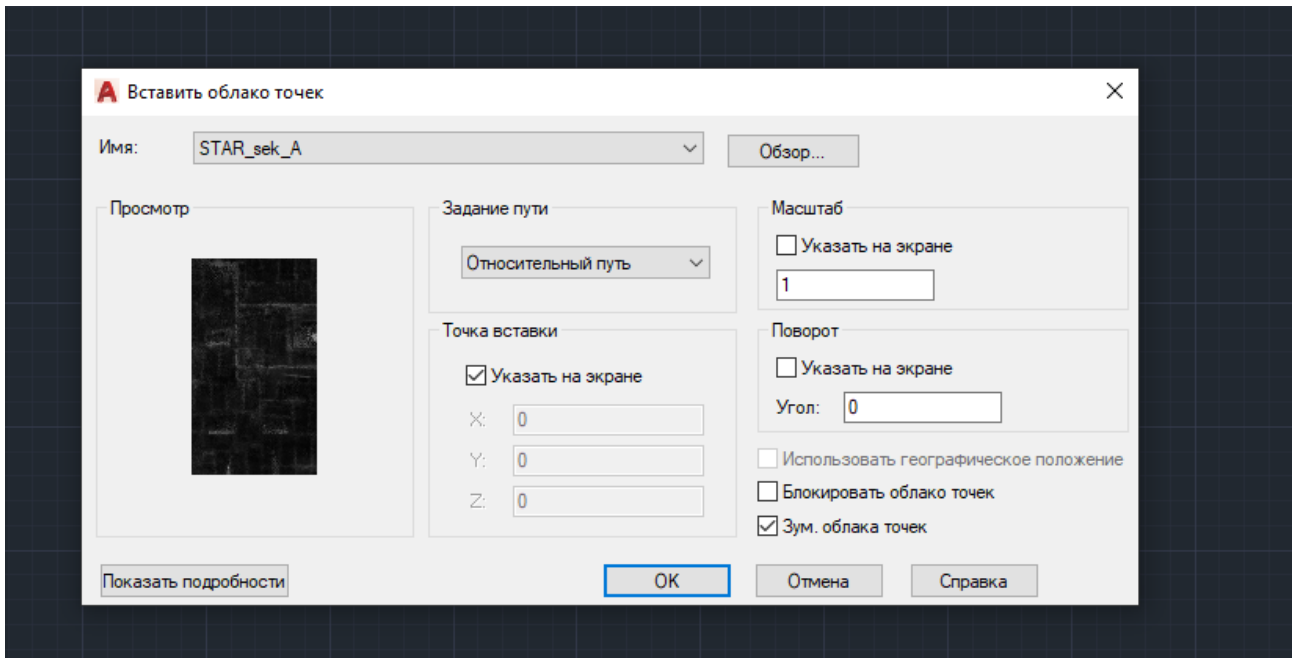 Вставить облако точек
Имя: STAR_sek_A Обзор...
Просмотр
Задание пути
Относительный путь
Точка вставки
Указать на экране
X: 0
Y: 0
Z: 0
Масштаб
Указать на экране
1
Поворот
Указать на экране
Угол: 0
Использовать географическое положение
Блокировать облако точек
Зум. облака точек
Показать подробности OK Отмена Справка